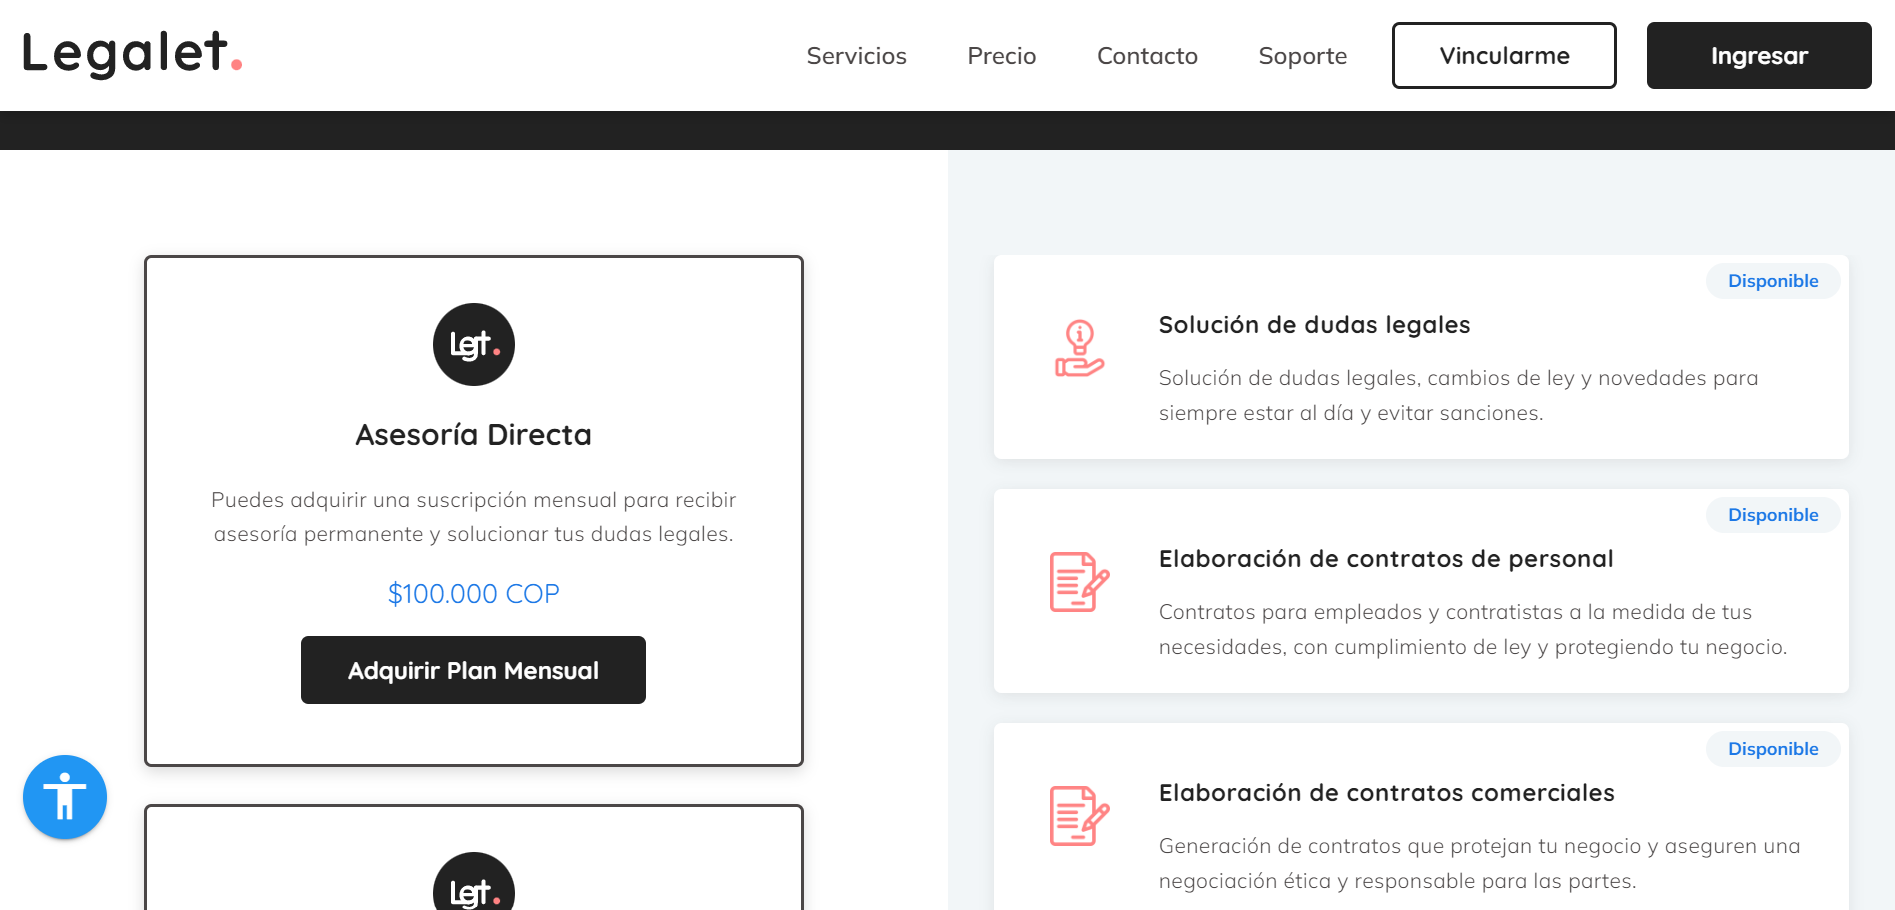 Legalet.
Servicios
Precio
Contacto
Soporte
Vincularme
Ingresar
Lgt.
Asesoría Directa
Puedes adquirir una suscripción mensual para recibir
asesoría permanente y solucionar tus dudas legales.
$100.000 COP
Adquirir Plan Mensual
Lgt.
Disponible
Solución de dudas legales
Solución de dudas legales, cambios de ley y novedades para
siempre estar al día y evitar sanciones.
Disponible
Elaboración de contratos de personal
Contratos para empleados y contratistas a la medida de tus
necesidades, con cumplimiento de ley y protegiendo tu negocio.
Disponible
Elaboración de contratos comerciales
Generación de contratos que protejan tu negocio y aseguren una
negociación ética y responsable para las partes.